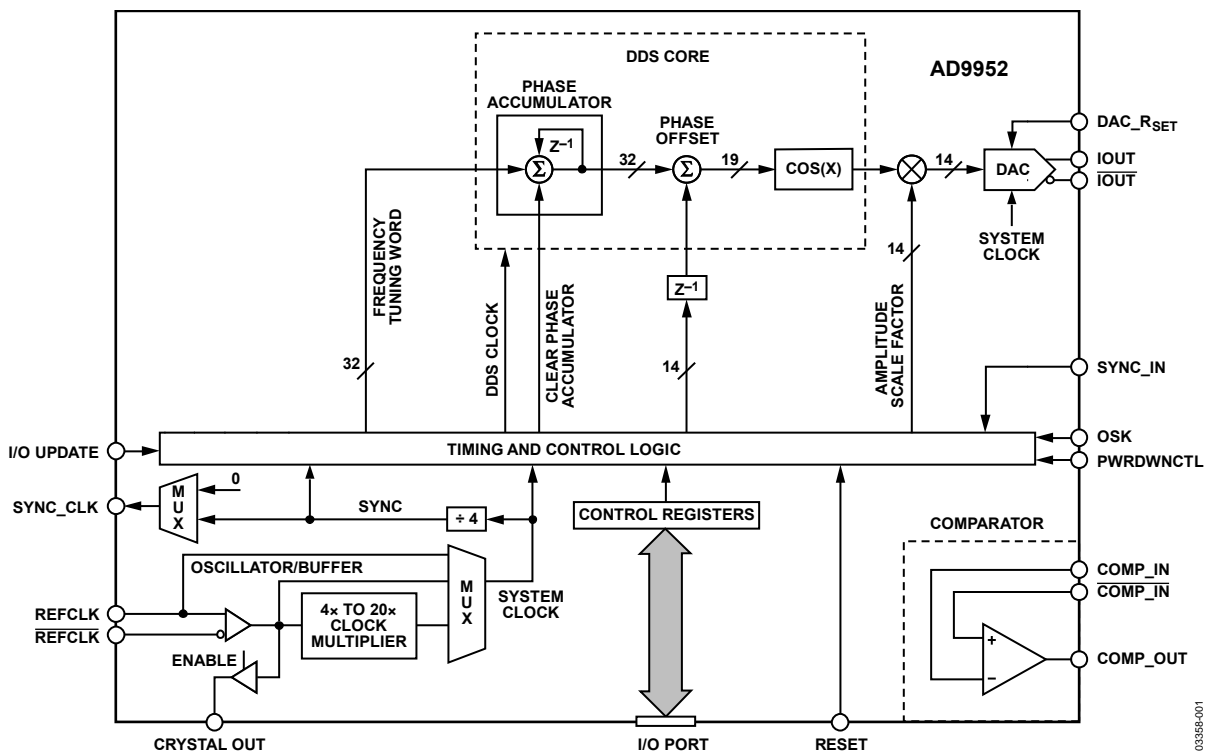 DDS CORE
AD9952
PHASE
ACCUMULATOR
PHASE
OFFSET
DAC_RSET
Z–1
Σ
32
Σ
19
COS(X)
14
DAC
IOUT
IOUT
SYSTEM
CLOCK
FREQUENCY
TUNING WORD
32
DDS CLOCK
CLEAR PHASE
ACCUMULATOR
Z–1
14
14
AMPLITUDE
SCALE FACTOR
SYNC_IN
I/O UPDATE
TIMING AND CONTROL LOGIC
OSK
PWRDWNCTL
SYNC_CLK
MUX
0
SYNC
÷ 4
CONTROL REGISTERS
OSCILLATOR/BUFFER
REFCLK
REFCLK
4× TO 20×
CLOCK
MULTIPLIER
MUX
SYSTEM
CLOCK
ENABLE
COMPARATOR
COMP_IN
COMP_IN
+
–
COMP_OUT
CRYSTAL OUT
I/O PORT
RESET
03358-001